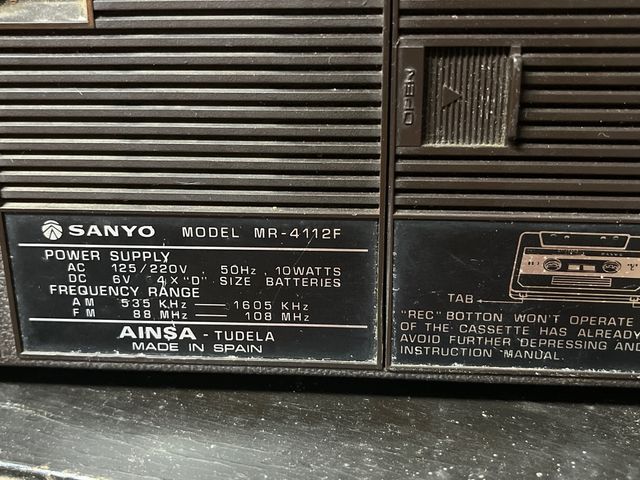 OPEN
SANYO MODEL MR-4112F
POWER SUPPLY
AC 125/220V 50Hz 10WATTS
DC 6V 4 x "D" SIZE BATTERIES
FREQUENCY RANGE
AM 535 KHz — 1605 KHz
FM 88 MHz — 108 MHz
AINSA - TUDELA
MADE IN SPAIN
TAB
"REC" BOTTON WON'T OPERATE
OF THE CASSETTE HAS ALREADY
AVOID FURTHER DEPRESSING AND
INSTRUCTION MANUAL.